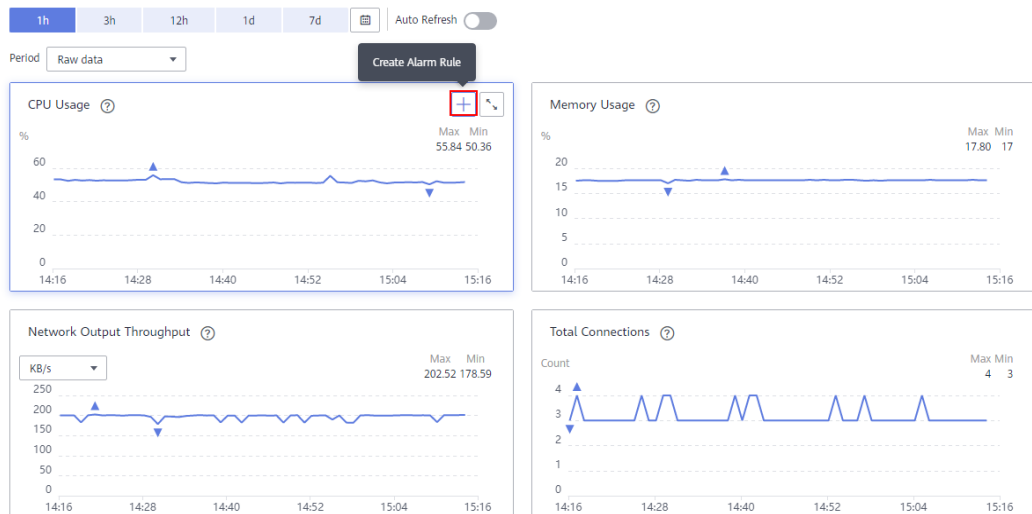 1h 3h 12h 1d 7d Auto Refresh
Period Raw data
Create Alarm Rule
CPU Usage ?
%
Max Min
55.84 50.36
60
40
20
0
14:16 14:28 14:40 14:52 15:04 15:16
Memory Usage ?
%
Max Min
17.80 17
20
15
10
5
0
14:16 14:28 14:40 14:52 15:04 15:16
Network Output Throughput ?
KB/s
Max Min
202.52 178.59
250
200
150
100
50
0
14:16 14:28 14:40 14:52 15:04 15:16
Total Connections ?
Count
Max Min
4 3
4
3
2
1
0
14:16 14:28 14:40 14:52 15:04 15:16